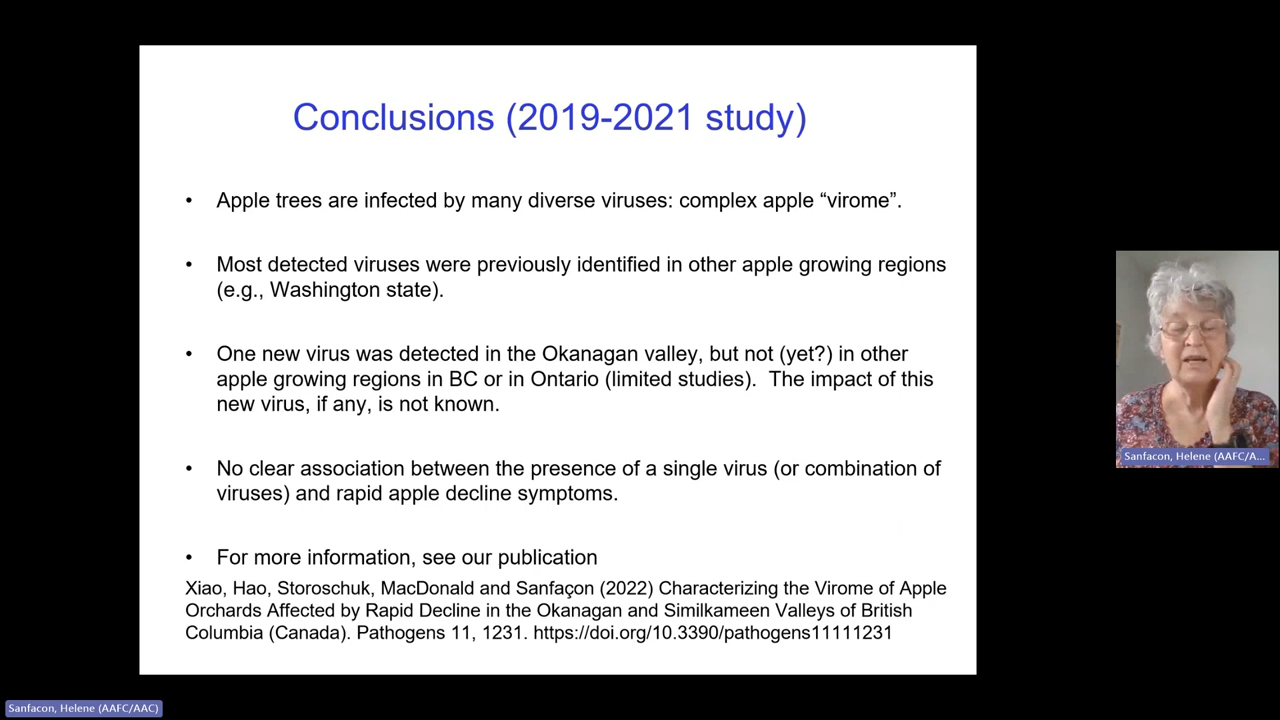 Conclusions (2019-2021 study)
• Apple trees are infected by many diverse viruses: complex apple “virome”.
• Most detected viruses were previously identified in other apple growing regions
(e.g., Washington state).
• One new virus was detected in the Okanagan valley, but not (yet?) in other
apple growing regions in BC or in Ontario (limited studies). The impact of this
new virus, if any, is not known.
• No clear association between the presence of a single virus (or combination of
viruses) and rapid apple decline symptoms.
• For more information, see our publication
Xiao, Hao, Storoschuk, MacDonald and Sanfaçon (2022) Characterizing the Virome of Apple
Orchards Affected by Rapid Decline in the Okanagan and Similkameen Valleys of British
Columbia (Canada). Pathogens 11, 1231. https://doi.org/10.3390/pathogens11111231
Sanfacon, Helene (AAFC/A...
Sanfacon, Helene (AAFC/AAC)